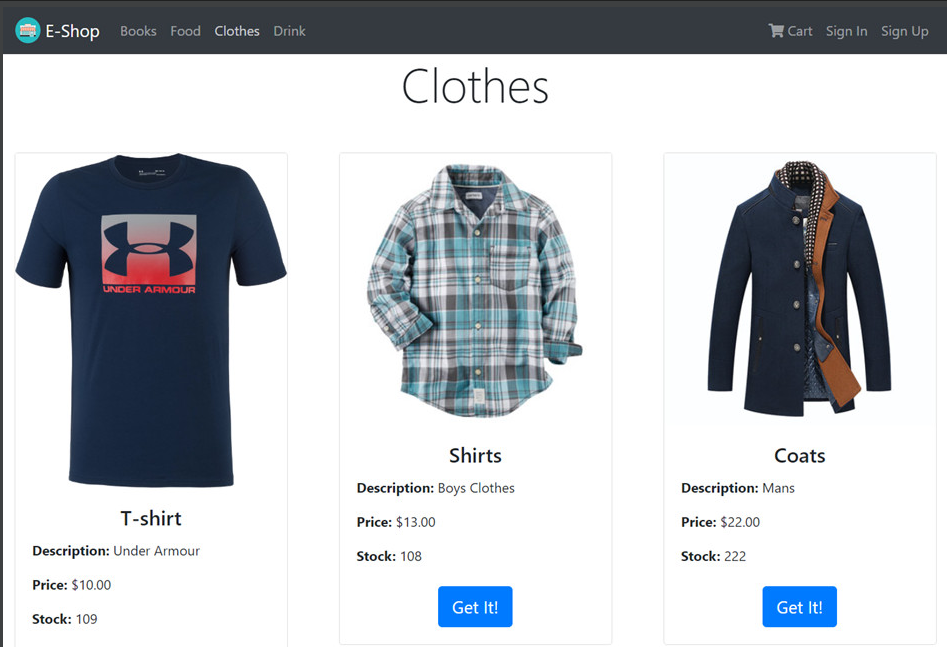 E-Shop Books Food Clothes Drink Cart Sign In Sign Up
Clothes
UNDER ARMOUR
T-shirt
Description: Under Armour
Price: $10.00
Stock: 109
Shirts
Description: Boys Clothes
Price: $13.00
Stock: 108
Get It!
Coats
Description: Mans
Price: $22.00
Stock: 222
Get It!